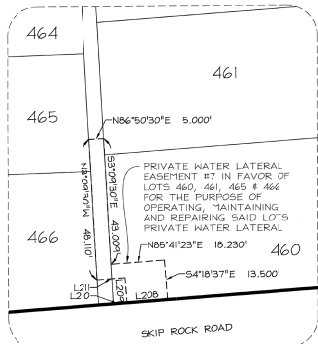 464
461
465
N86°50'30"E 5.000'
N3°09'30"W 48.110'
S3°09'30"E 43.009'
PRIVATE WATER LATERAL
EASEMENT #7 IN FAVOR OF
LOTS 460, 461, 465 & 466
FOR THE PURPOSE OF
OPERATING, MAINTAINING
AND REPAIRING SAID LOTS
PRIVATE WATER LATERAL
466
N85°41'23"E 18.230'
460
S4°18'37"E 13.500'
L211
L209
L208
SKIP ROCK ROAD